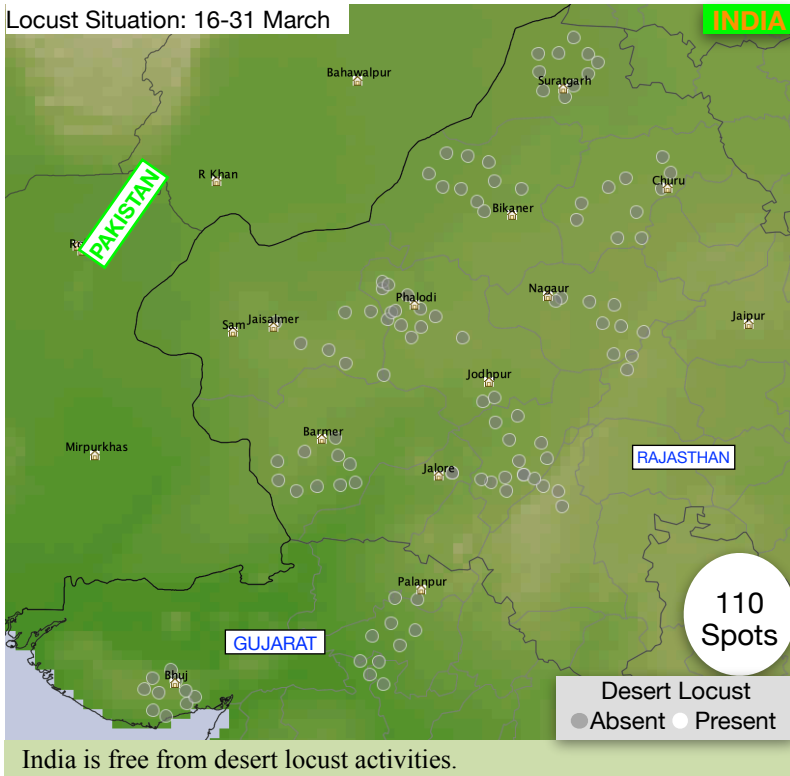 Locust Situation: 16-31 March
INDIA
Bahawalpur
Suratgarh
R Khan
Churu
PAKISTAN
Bikaner
Nagaur
Phalodi
Jaipur
Sam
Jaisalmer
Jodhpur
Barmer
Mirpurkhas
Jalore
RAJASTHAN
Palanpur
110
Spots
GUJARAT
Bhuj
Desert Locust
Absent Present
India is free from desert locust activities.